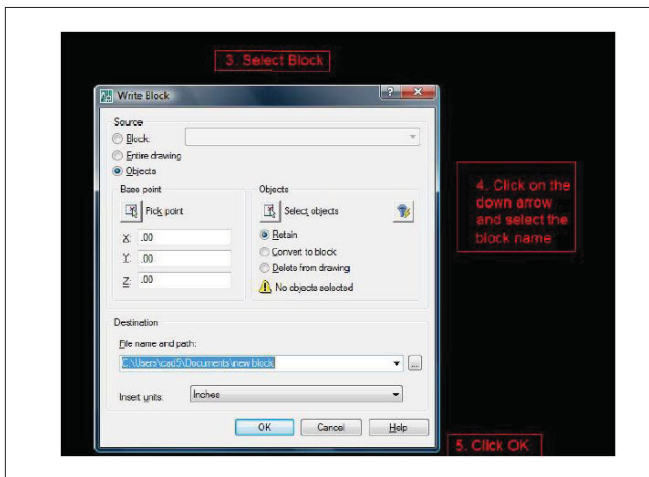 3. Select Block
Write Block
Source
Block:
Entire drawing
Objects
Base point
Objects
Pick point
Select objects
X: .00
Retain
Y: .00
Convert to block
Delete from drawing
Z: .00
No objects selected
4. Click on the
down arrow
and select the
block name
Destination
File name and path:
C:\Users\cad5\Documents\new block
...
Insert units:
Inches
OK
Cancel
Help
5. Click OK